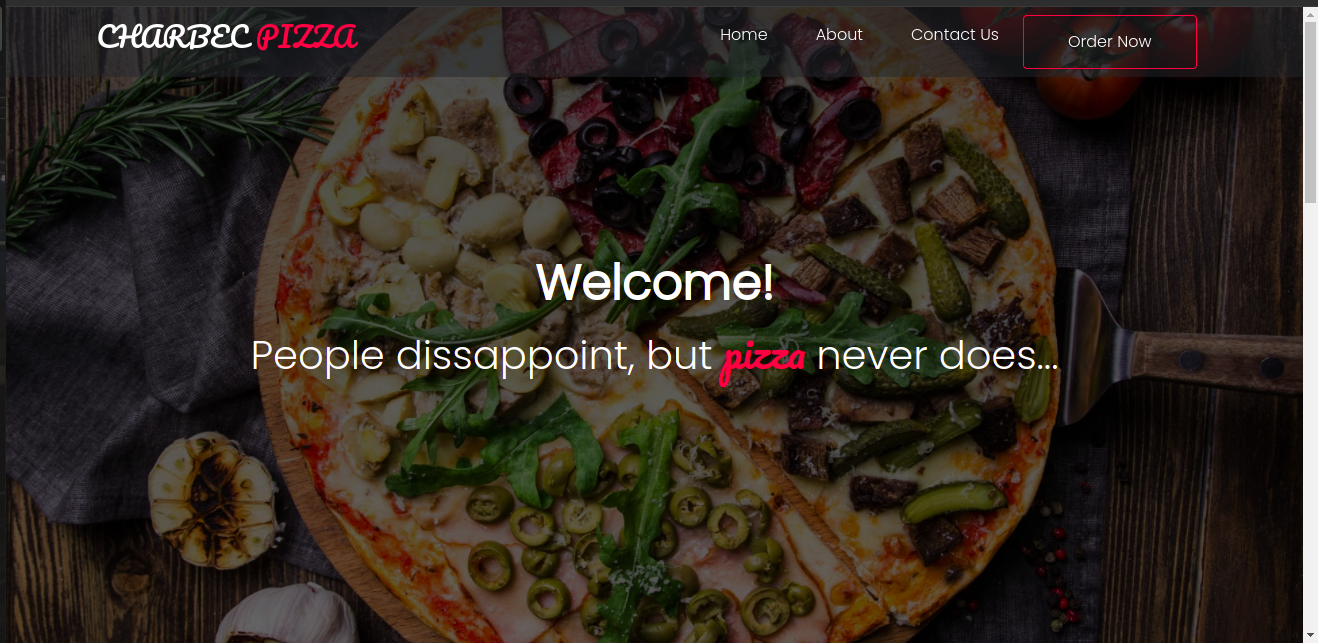 CHARBEC PIZZA
Home About Contact Us Order Now
Welcome!
People dissappoint, but pizza never does...